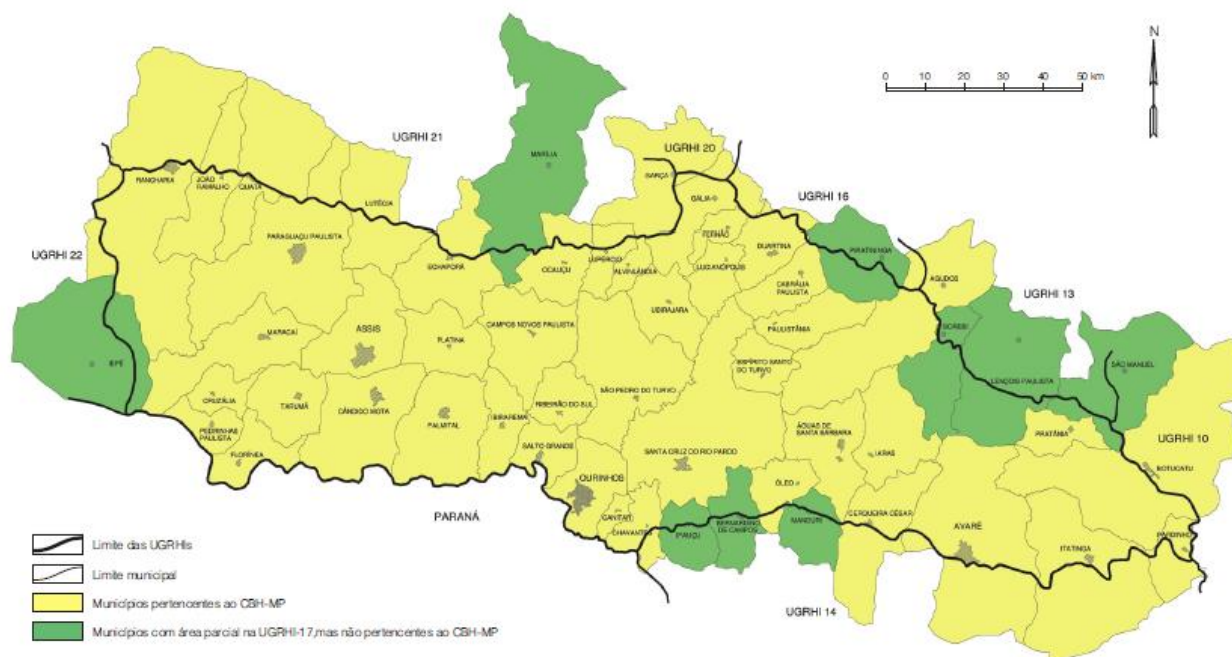 N
0 10 20 30 40 50 km
UGRHI 21
MARÍLIA
UGRHI 20
GARÇA
GÁLIA
UGRHI 16
RANCHARIA
JOÃO
RAMALHO
QUATÁ
LUTÉCIA
FERNÃO
DUARTINA
PIRATININGA
PARAGUAÇU PAULISTA
UGRHI 22
ECHAPORÃ
OCAUÇU
LUPÉRCIO
ALVINLÂNDIA
LUCIANÓPOLIS
CABRÁLIA
PAULISTA
AGUDOS
UGRHI 13
UBIRAJARA
PAULISTÂNIA
BOREBI
MARACAÍ
ASSIS
PLATINA
CAMPOS NOVOS PAULISTA
IEPÊ
ESPÍRITO SANTO
DO TURVO
LENÇÓIS PAULISTA
SÃO MANUEL
CRUZÁLIA
TARUMÃ
CÂNDIDO MOTA
PALMITAL
IBIRAREMA
RIBEIRÃO DO SUL
SÃO PEDRO DO TURVO
PEDRINHAS
PAULISTA
FLORÍNEA
SALTO GRANDE
ÁGUAS DE
SANTA BÁRBARA
PRATÂNIA
UGRHI 10
BOTUCATU
SANTA CRUZ DO RIO PARDO
IARAS
OURINHOS
ÓLEO
CANITAR
CHAVANTES
IPAUÇU
BERNARDINO
DE CAMPOS
MANDURI
CERQUEIRA CÉSAR
AVARÉ
ITATINGA
PARDINHO
PARANÁ
UGRHI 14
Limite das UGRHIs
Limite municipal
Municípios pertencentes ao CBH-MP
Municípios com área parcial na UGRHI-17,mas não pertencentes ao CBH-MP